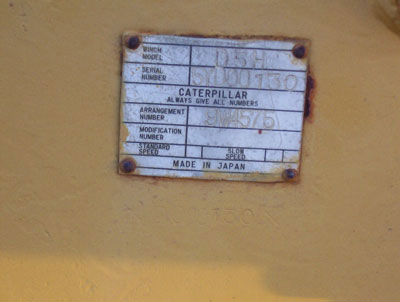 WINCH
MODEL D5H
SERIAL
NUMBER
CATERPILLAR
ALWAYS GIVE ALL NUMBERS
ARRANGEMENT
NUMBER
MODIFICATION
NUMBER
STANDARD
SPEED
SLOW
SPEED
MADE IN JAPAN